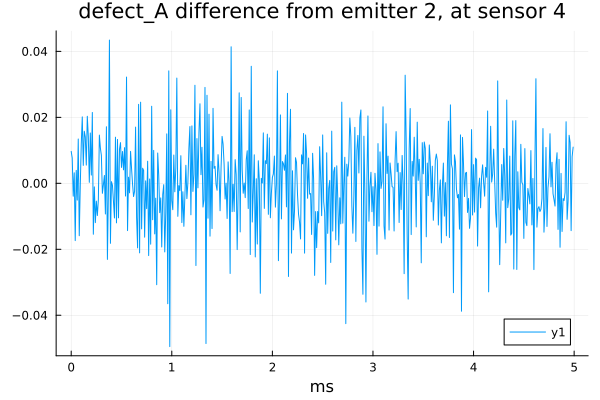 defect_A difference from emitter 2, at sensor 4
0.04
0.02
0.00
−0.02
−0.04
0 1 2 3 4 5
ms
y1